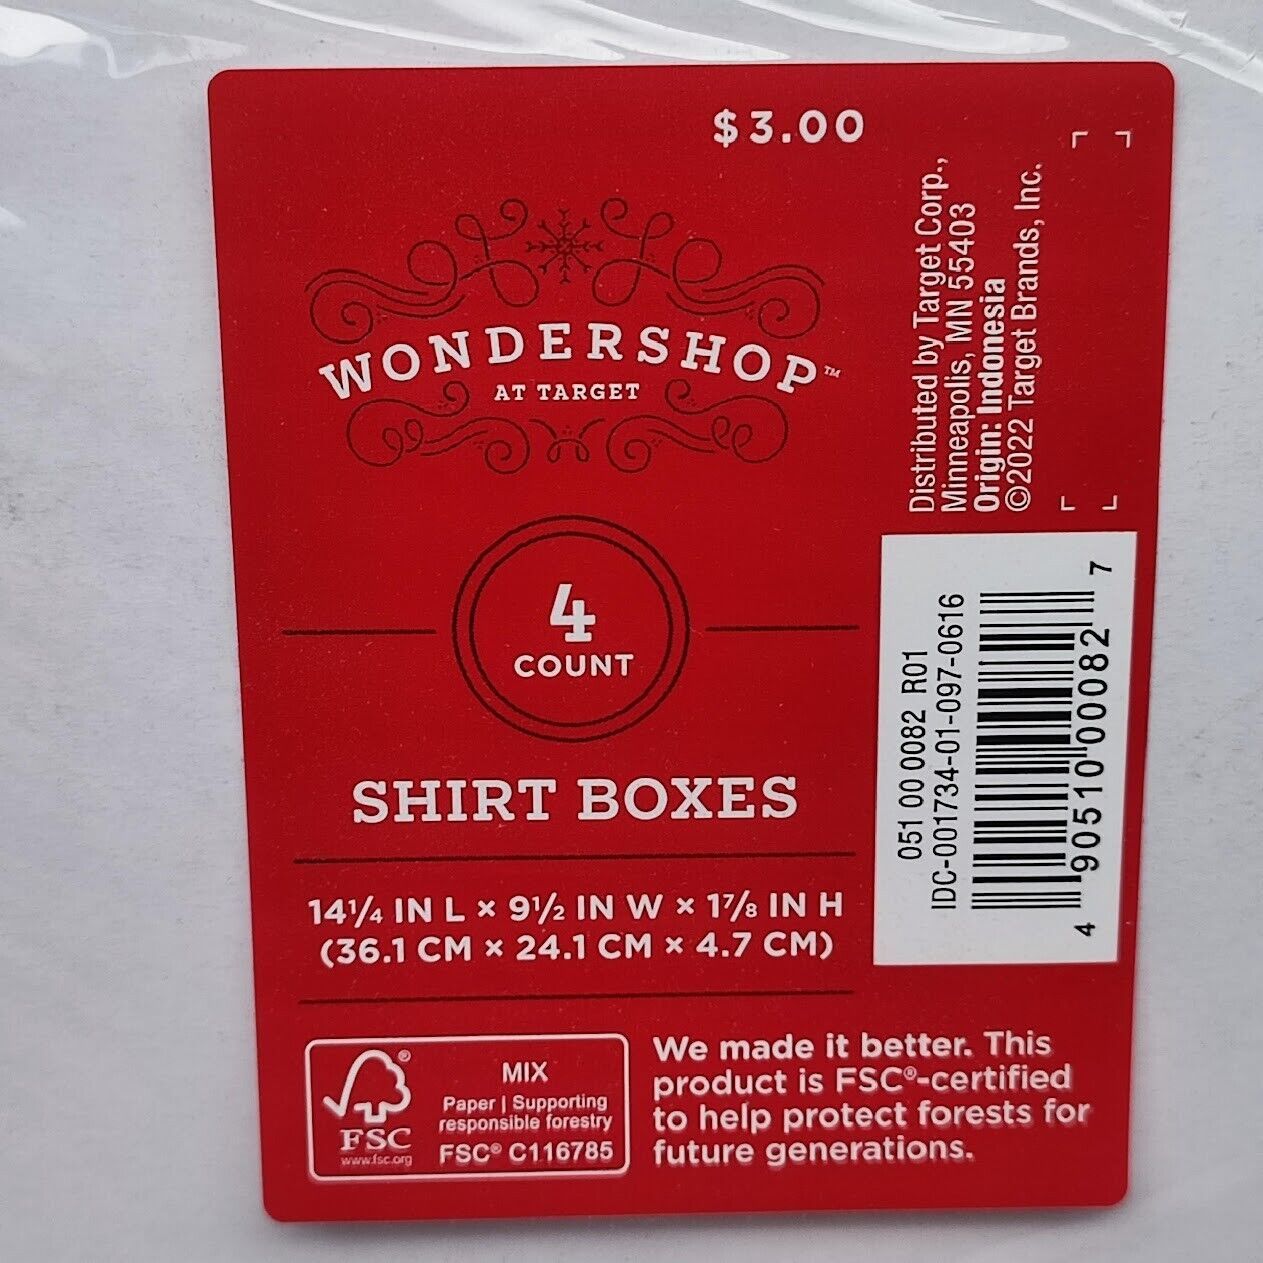 $3.00
WONDERSHOP™
AT TARGET
4
COUNT
SHIRT BOXES
14¼ IN L × 9½ IN W × 1⅞ IN H
(36.1 CM × 24.1 CM × 4.7 CM)
FSC
®
www.fsc.org
MIX
Paper | Supporting
responsible forestry
FSC® C116785
We made it better. This
product is FSC®-certified
to help protect forests for
future generations.
Distributed by Target Corp.,
Minneapolis, MN 55403
Origin: Indonesia
©2022 Target Brands, Inc.
051 00 0082 R01
IDC-001734-01-097-0616
4 90510 00082 7